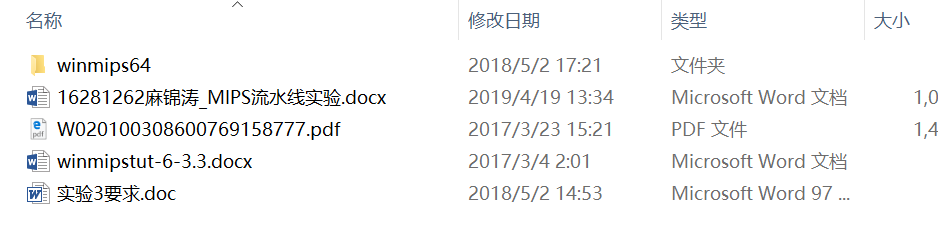 名称 修改日期 类型 大小
winmips64 2018/5/2 17:21 文件夹
16281262麻锦涛_MIPS流水线实验.docx 2019/4/19 13:34 Microsoft Word 文档 1,0
W020100308600769158777.pdf 2017/3/23 15:21 PDF 文件 1,4
winmipstut-6-3.3.docx 2017/3/4 2:01 Microsoft Word 文档
实验3要求.doc 2018/5/2 14:53 Microsoft Word 97 ...